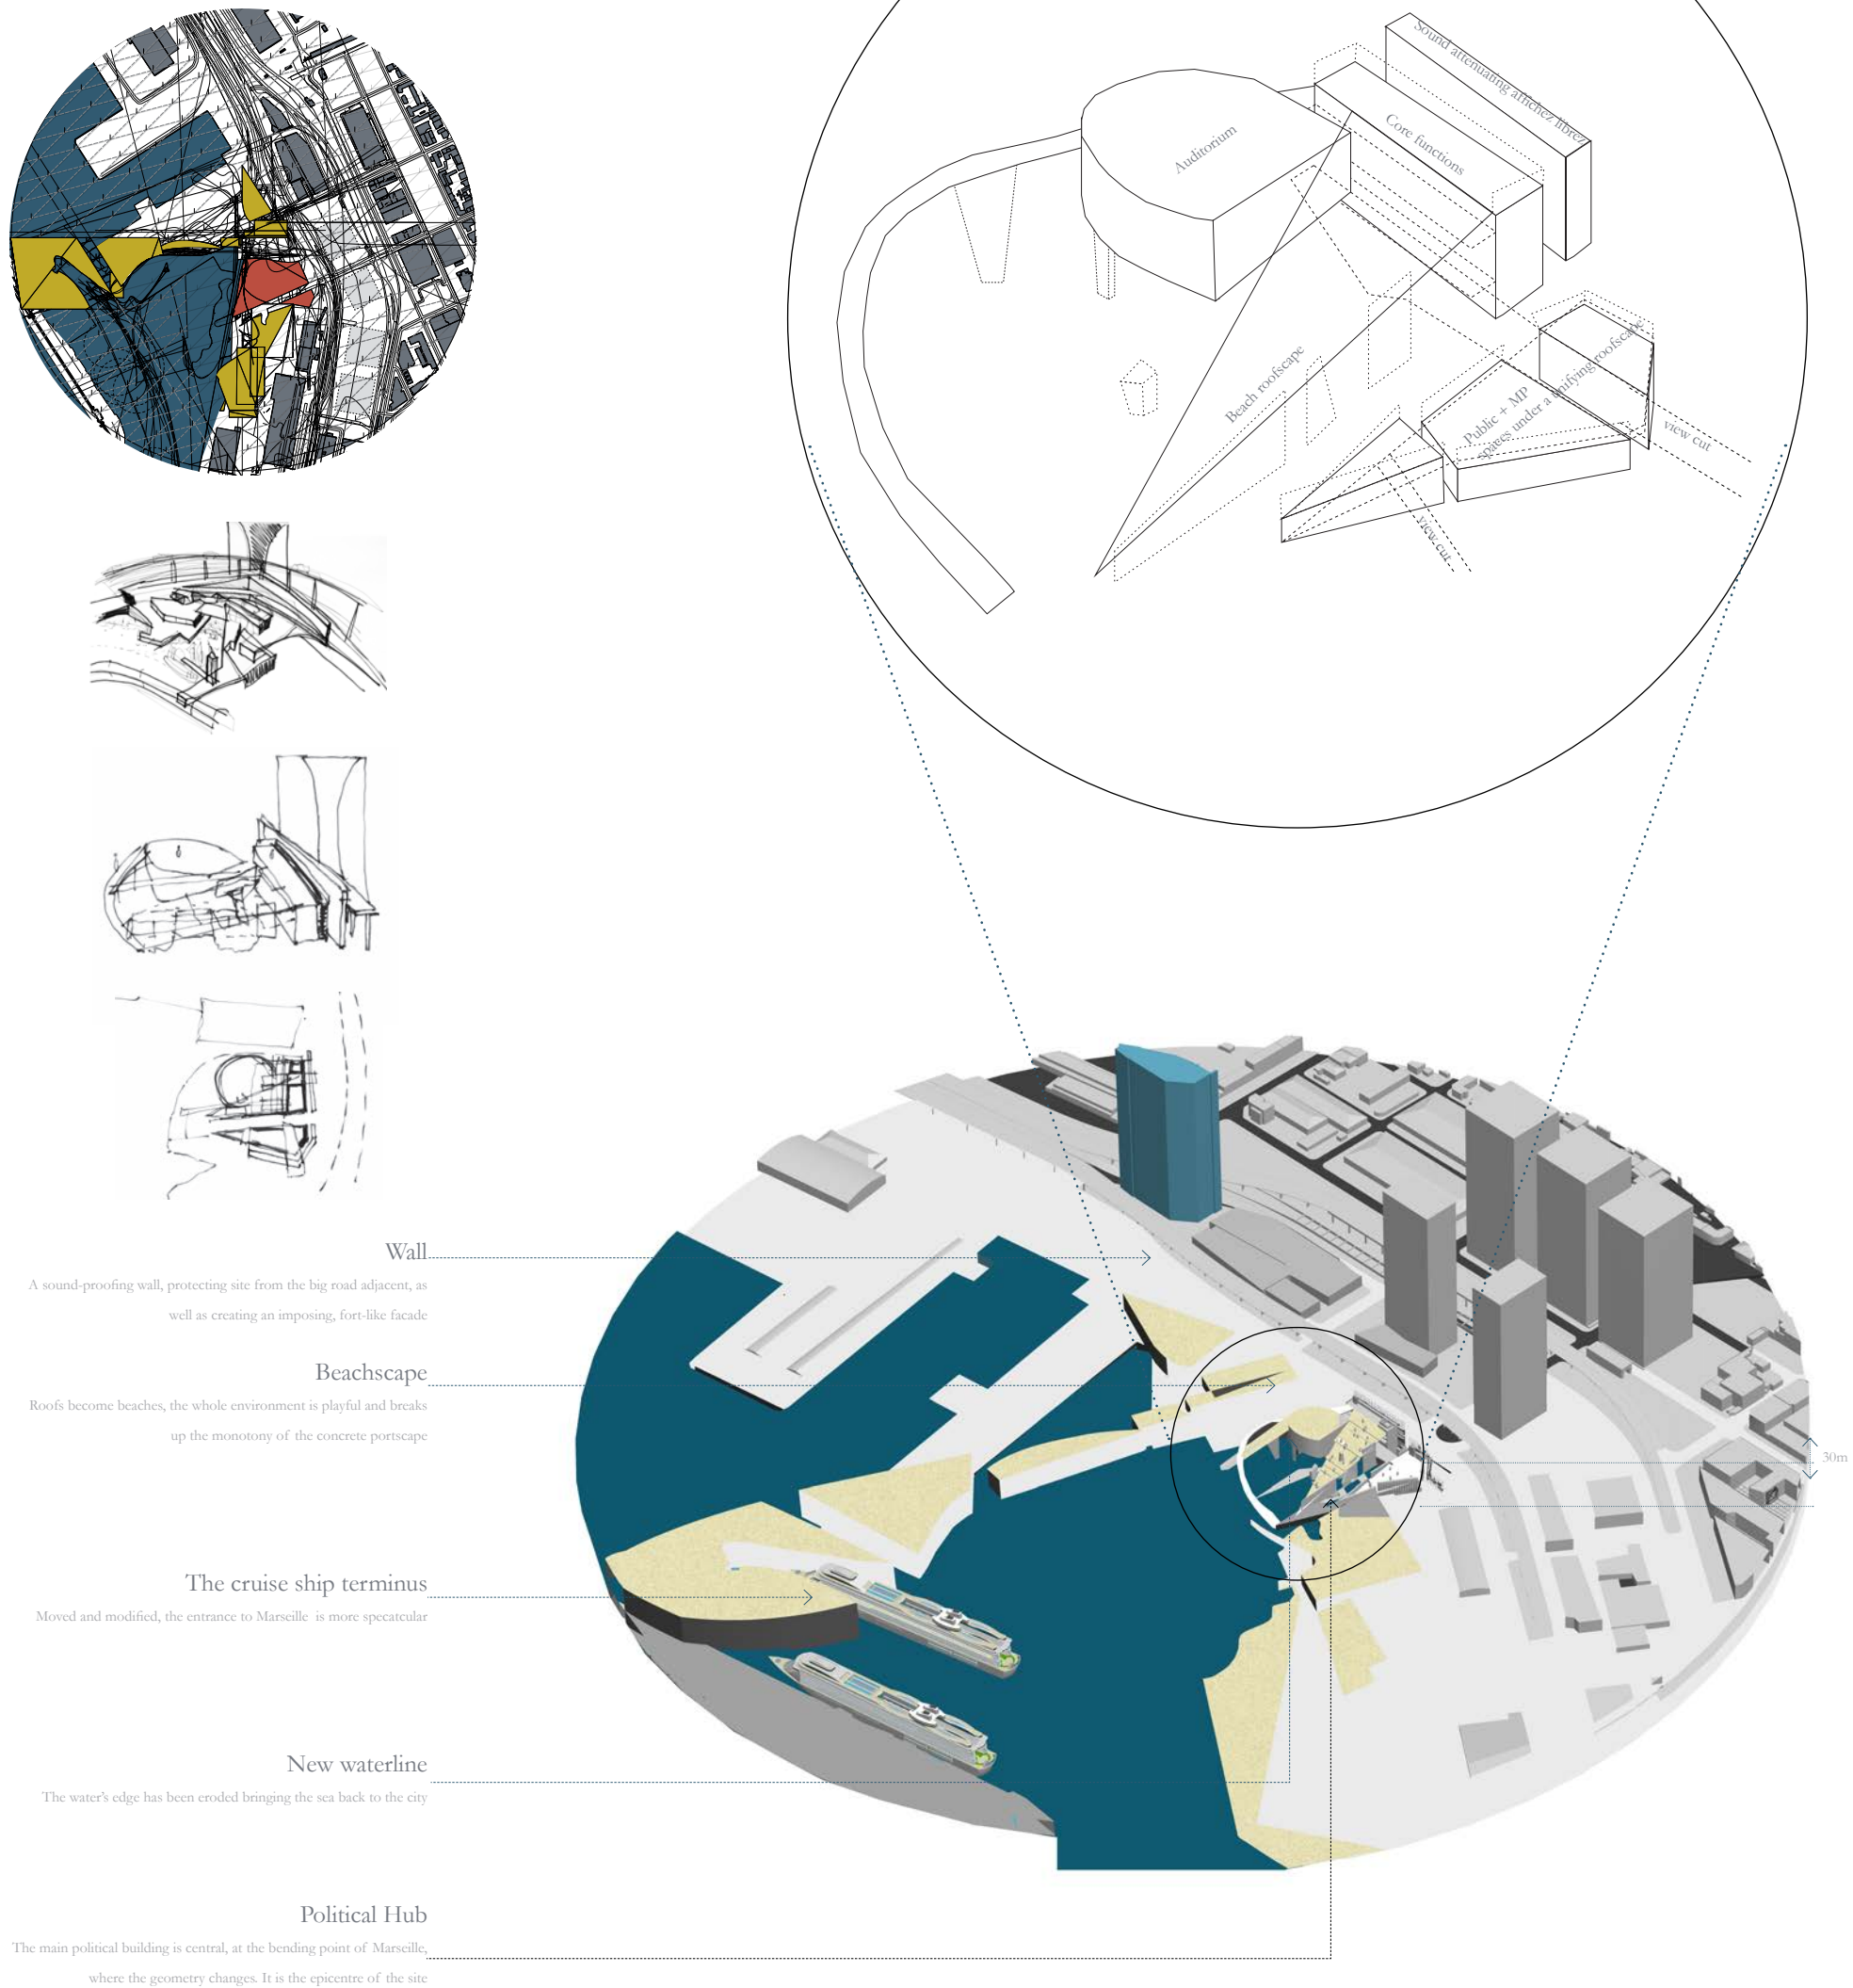 Sound attenuating affichez librez
Core functions
Auditorium
Beach roofscape
Public + MP
spaces under a unifying roofscape
view cut
view cut
Wall
A sound-proofing wall, protecting site from the big road adjacent, as
well as creating an imposing, fort-like facade
Beachscape
Roofs become beaches, the whole environment is playful and breaks
up the monotony of the concrete portscape
30m
The cruise ship terminus
Moved and modified, the entrance to Marseille is more specatcular
New waterline
The water's edge has been eroded bringing the sea back to the city
Political Hub
The main political building is central, at the bending point of Marseille,
where the geometry changes. It is the epicentre of the site